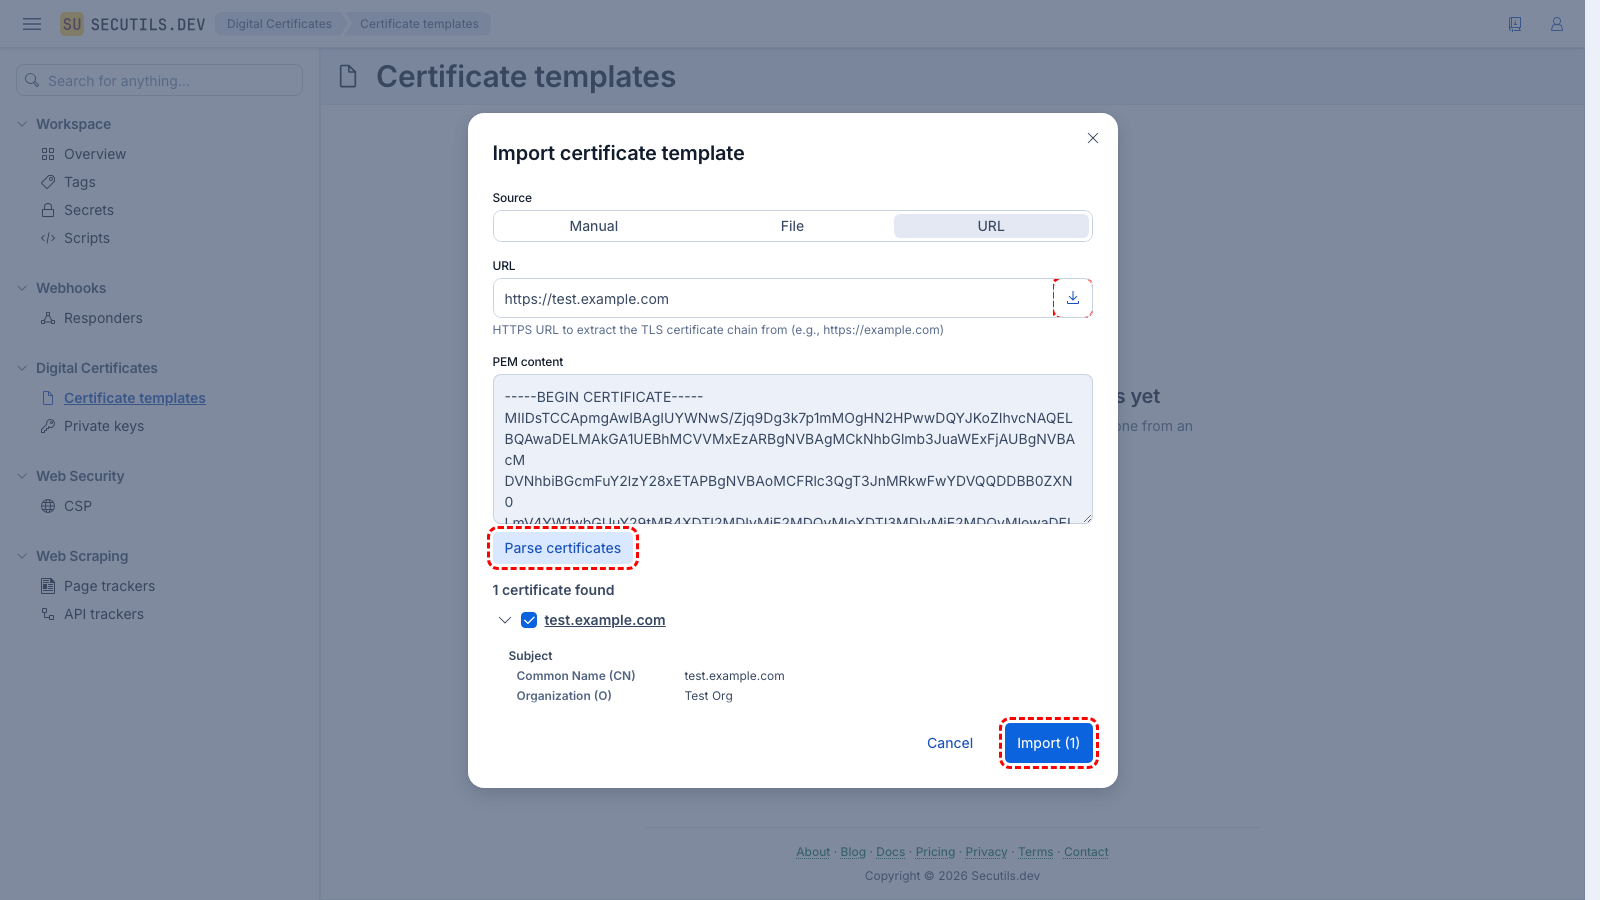 SU SECUTILS.DEV
Digital Certificates
Certificate templates
Search for anything...
Workspace
Overview
Tags
Secrets
Scripts
Webhooks
Responders
Digital Certificates
Certificate templates
Private keys
Web Security
CSP
Web Scraping
Page trackers
API trackers
Certificate templates
s yet
one from an
Import certificate template
Source
Manual
File
URL
URL
https://test.example.com
HTTPS URL to extract the TLS certificate chain from (e.g., https://example.com)
PEM content
-----BEGIN CERTIFICATE-----
MIIDsTCCApmgAwIBAgIUYWNwS/Zjq9Dg3k7p1mMOgHN2HPwwDQYJKoZIhvcNAQEL
BQAwaDELMAkGA1UEBhMCVVMxEzARBgNVBAgMCkNhbGlmb3JuaWExFjAUBgNVBA
cM
DVNhbiBGcmFuY2lzY28xETAPBgNVBAoMCFRlc3QgT3JnMRkwFwYDVQQDDBB0ZXN
0
Parse certificates
1 certificate found
test.example.com
Subject
Common Name (CN)
test.example.com
Organization (O)
Test Org
Cancel
Import (1)
About · Blog · Docs · Pricing · Privacy · Terms · Contact
Copyright © 2026 Secutils.dev